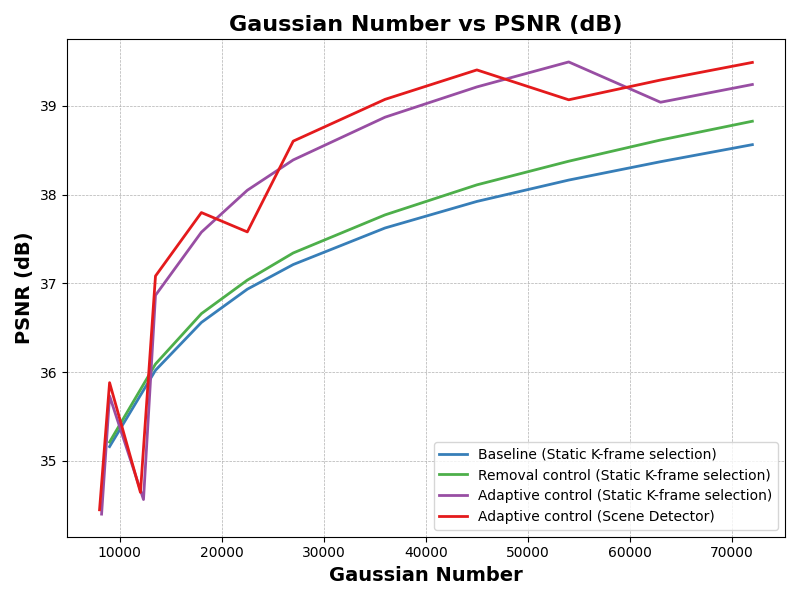 Gaussian Number vs PSNR (dB)
PSNR (dB)
39
38
37
36
35
Baseline (Static K-frame selection)
Removal control (Static K-frame selection)
Adaptive control (Static K-frame selection)
Adaptive control (Scene Detector)
10000 20000 30000 40000 50000 60000 70000
Gaussian Number